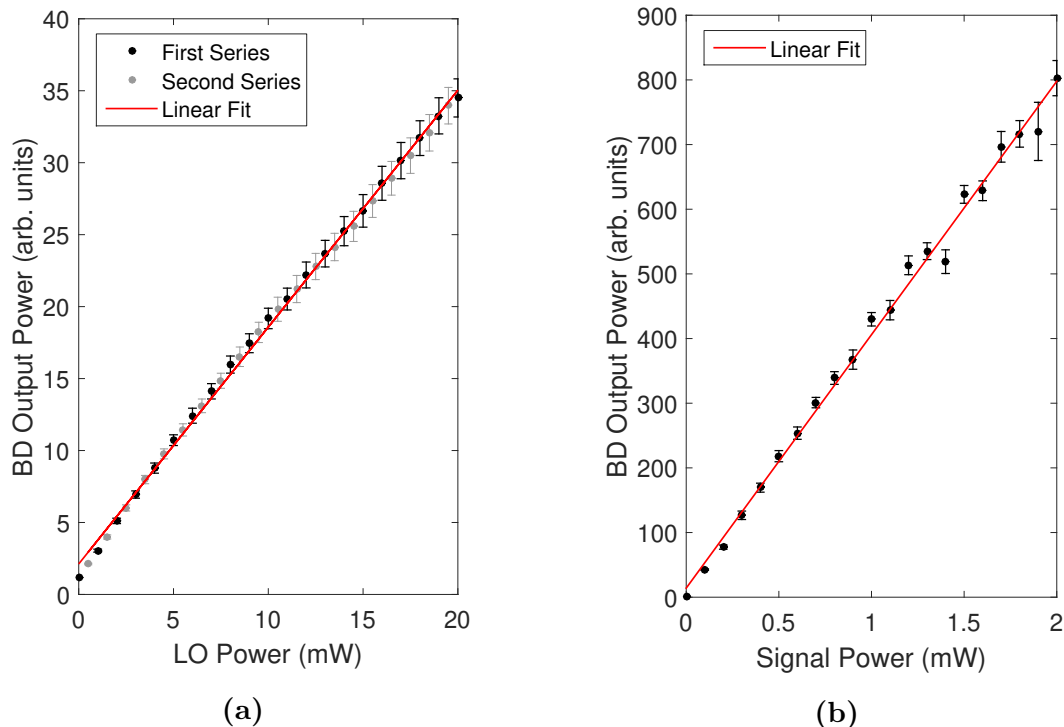 40
35
30
25
20
15
10
5
0
BD Output Power (arb. units)
First Series
Second Series
Linear Fit
0 5 10 15 20
LO Power (mW)
(a)
900
800
700
600
500
400
300
200
100
0
BD Output Power (arb. units)
Linear Fit
0 0.5 1 1.5 2
Signal Power (mW)
(b)